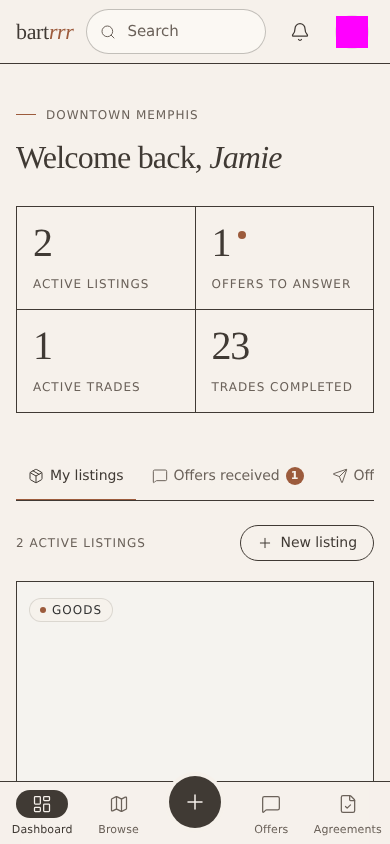 bartrrr
Search
DOWNTOWN MEMPHIS
Welcome back, Jamie
2
ACTIVE LISTINGS
1
OFFERS TO ANSWER
1
ACTIVE TRADES
23
TRADES COMPLETED
My listings
Offers received 1
Off
2 ACTIVE LISTINGS
New listing
GOODS
Dashboard
Browse
Offers
Agreements